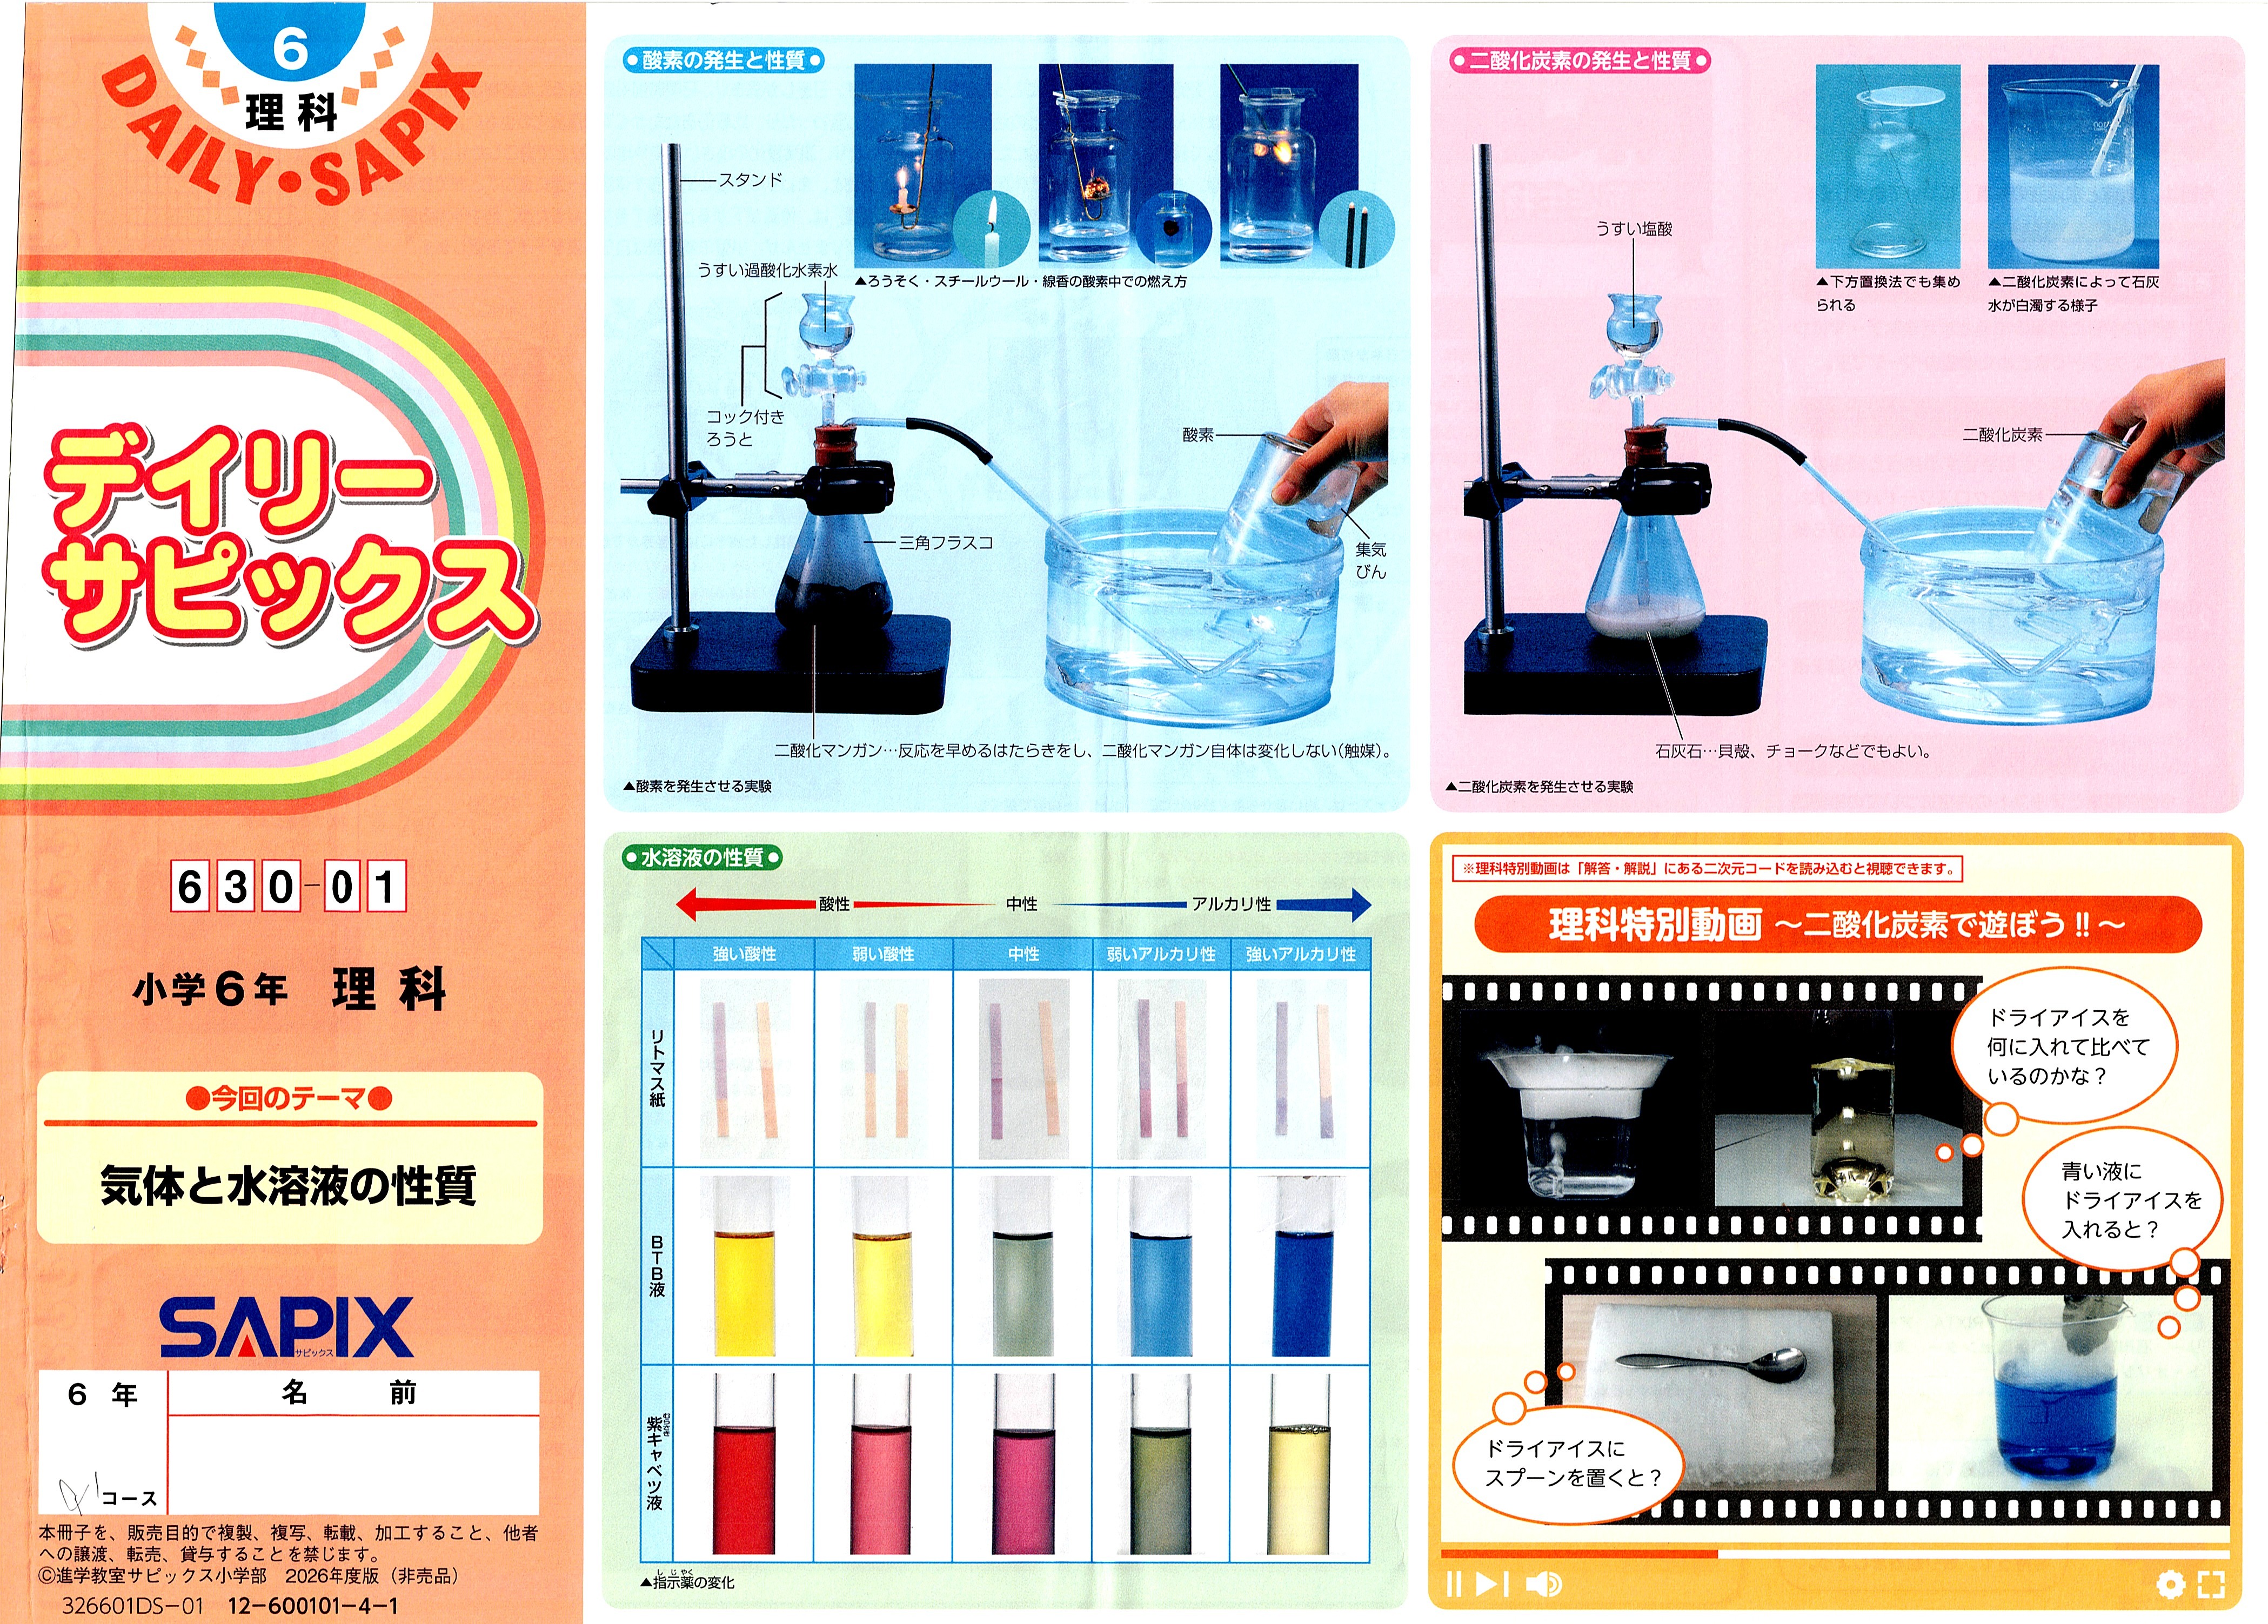 6
理科
DAILY・SAPIX
デイリー
サピックス
630-01
小学6年 理科
●今回のテーマ●
気体と水溶液の性質
SAPIX
サピックス
6年
名前
コース
本冊子を、販売目的で複製、複写、転載、加工すること、他者
への譲渡、転売、貸与することを禁じます。
©進学教室サピックス小学部 2026年度版（非売品）
326601DS-01 12-600101-4-1
●酸素の発生と性質●
スタンド
うすい過酸化水素水
▲ろうそく・スチールウール・線香の酸素中での燃え方
コック付き
ろうと
酸素
三角フラスコ
集気
びん
二酸化マンガン…反応を早めるはたらきをし、二酸化マンガン自体は変化しない（触媒）。
▲酸素を発生させる実験
●二酸化炭素の発生と性質●
うすい塩酸
▲下方置換法でも集め
られる
▲二酸化炭素によって石灰
水が白濁する様子
二酸化炭素
石灰石…貝殻、チョークなどでもよい。
▲二酸化炭素を発生させる実験
●水溶液の性質●
酸性 中性 アルカリ性
強い酸性 弱い酸性 中性 弱いアルカリ性 強いアルカリ性
リトマス紙
BTB液
紫キャベツ液
むらさき
▲指示薬の変化
しじやく
※理科特別動画は「解答・解説」にある二次元コードを読み込むと視聴できます。
理科特別動画 ～二酸化炭素で遊ぼう!!～
ドライアイスを
何に入れて比べて
いるのかな？
青い液に
ドライアイスを
入れると？
ドライアイスに
スプーンを置くと？